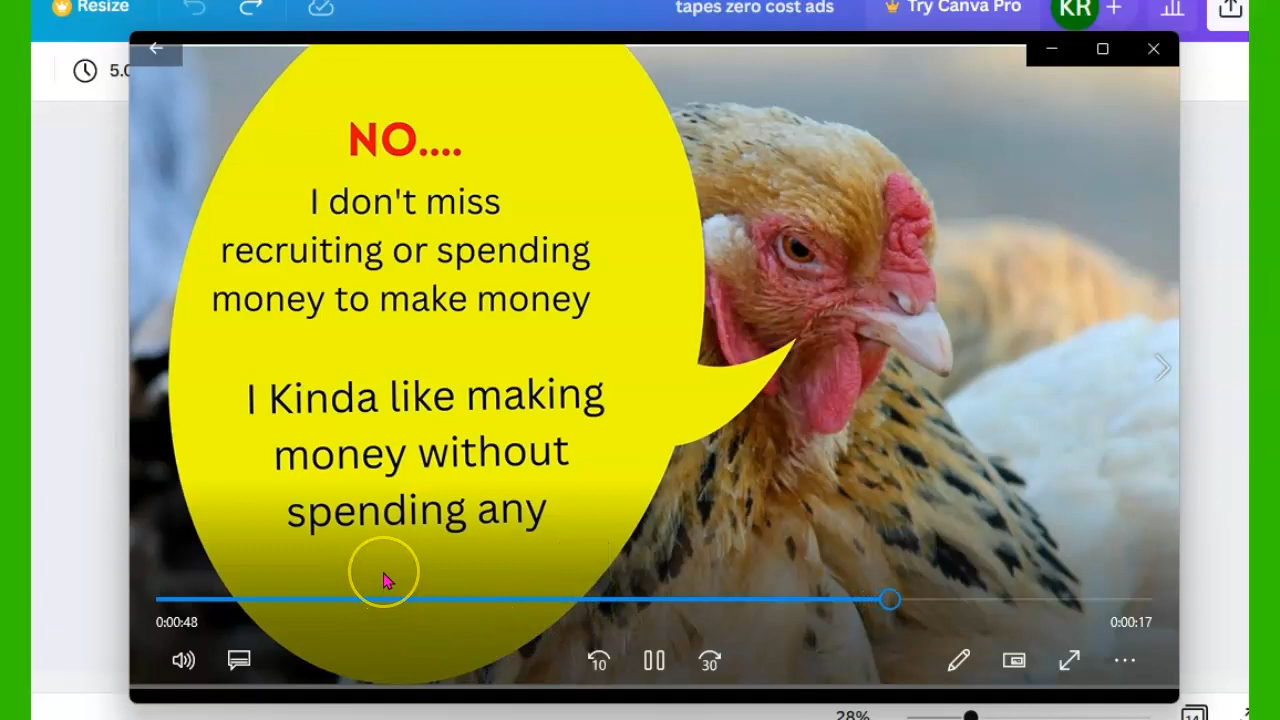 Resize
tapes zero cost ads
Try Canva Pro
KR
5.0
NO....
I don't miss
recruiting or spending
money to make money
I Kinda like making
money without
spending any
0:00:48
0:00:17
10
30
28%
14